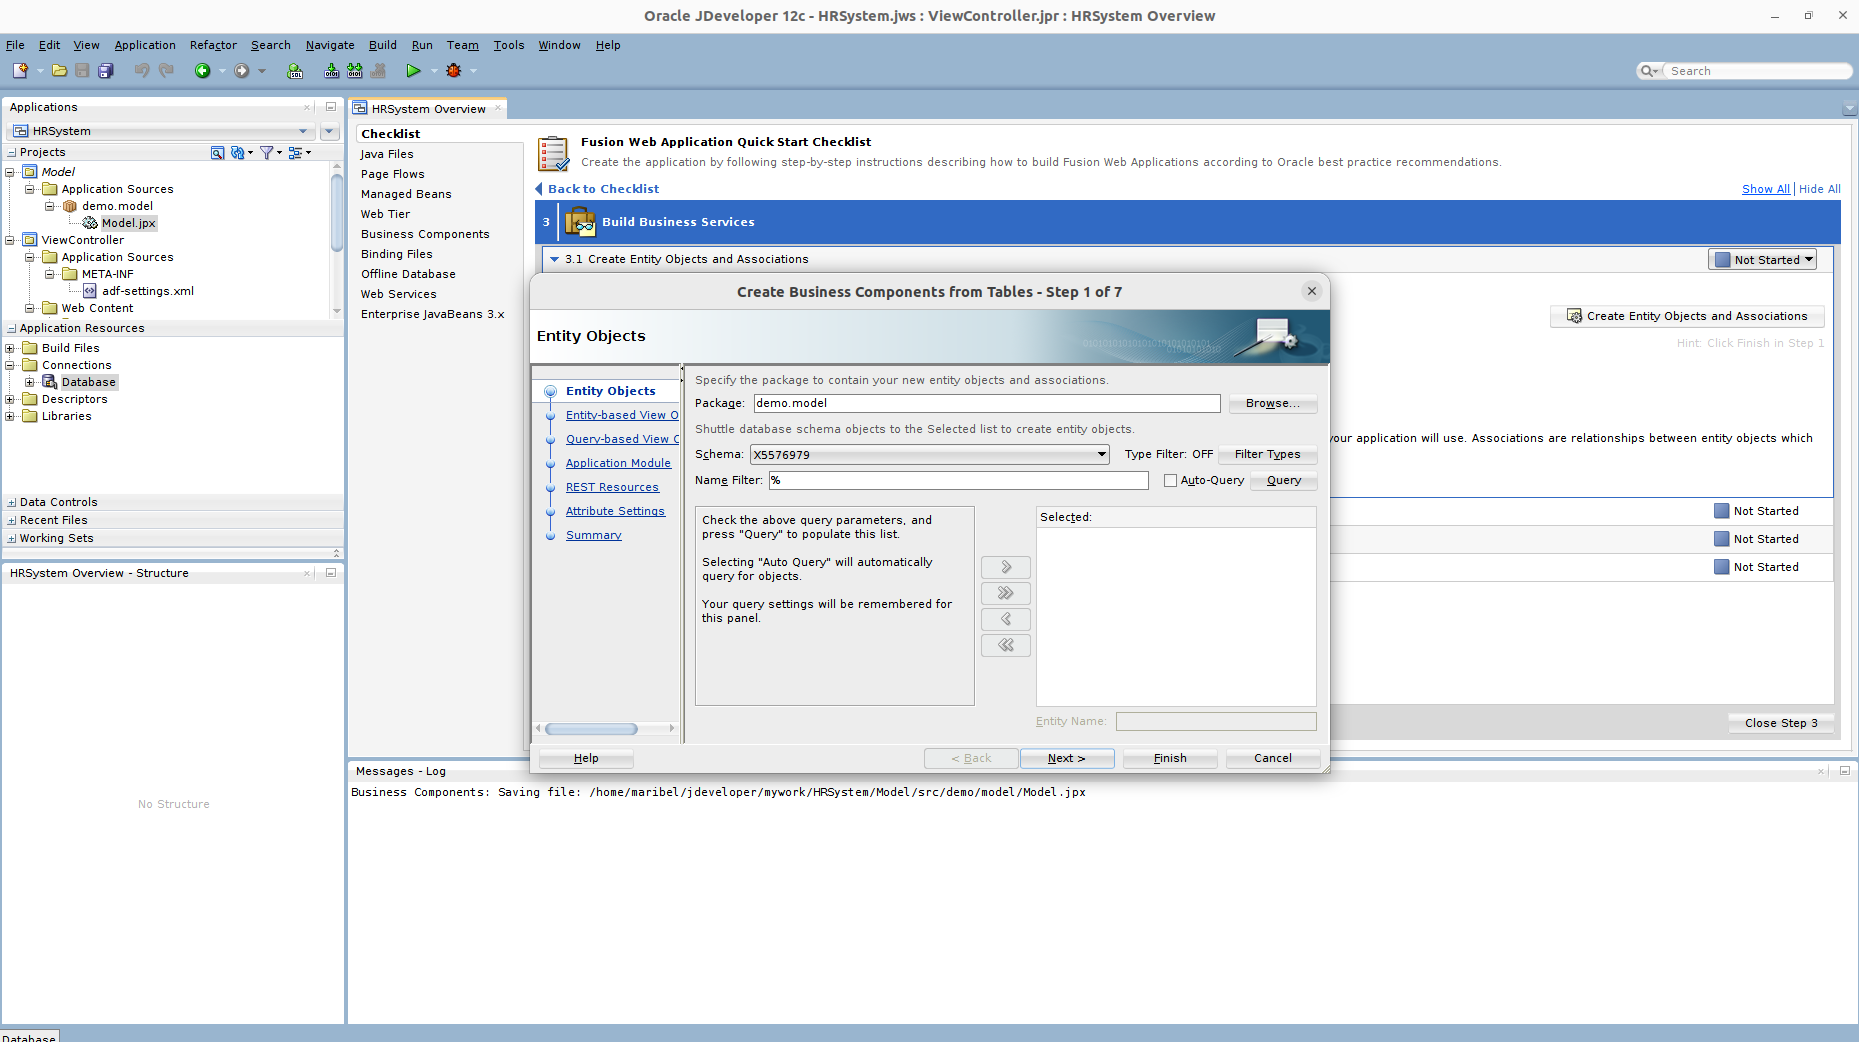 Oracle JDeveloper 12c - HRSystem.jws : ViewController.jpr : HRSystem Overview
File Edit View Application Refactor Search Navigate Build Run Team Tools Window Help
Search
Applications
HRSystem
Projects
Model
Application Sources
demo.model
Model.jpx
ViewController
Application Sources
META-INF
adf-settings.xml
Web Content
Application Resources
Build Files
Connections
Database
Descriptors
Libraries
Data Controls
Recent Files
Working Sets
HRSystem Overview - Structure
No Structure
Database
HRSystem Overview
Checklist
Java Files
Page Flows
Managed Beans
Web Tier
Business Components
Binding Files
Offline Database
Web Services
Enterprise JavaBeans 3.x
Fusion Web Application Quick Start Checklist
Create the application by following step-by-step instructions describing how to build Fusion Web Applications according to Oracle best practice recommendations.
Back to Checklist
Show All Hide All
3 Build Business Services
3.1 Create Entity Objects and Associations
Not Started
Create Entity Objects and Associations
Hint: Click Finish in Step 1
your application will use. Associations are relationships between entity objects which
Not Started
Not Started
Not Started
Close Step 3
Create Business Components from Tables - Step 1 of 7
Entity Objects
Entity Objects
Entity-based View O
Query-based View O
Application Module
REST Resources
Attribute Settings
Summary
Specify the package to contain your new entity objects and associations.
Package: demo.model Browse...
Shuttle database schema objects to the Selected list to create entity objects.
Schema: X5576979 Type Filter: OFF Filter Types
Name Filter: % Auto-Query Query
Check the above query parameters, and
press "Query" to populate this list.
Selecting "Auto Query" will automatically
query for objects.
Your query settings will be remembered for
this panel.
Selected:
Entity Name:
Help < Back Next > Finish Cancel
Messages - Log
Business Components: Saving file: /home/maribel/jdeveloper/mywork/HRSystem/Model/src/demo/model/Model.jpx